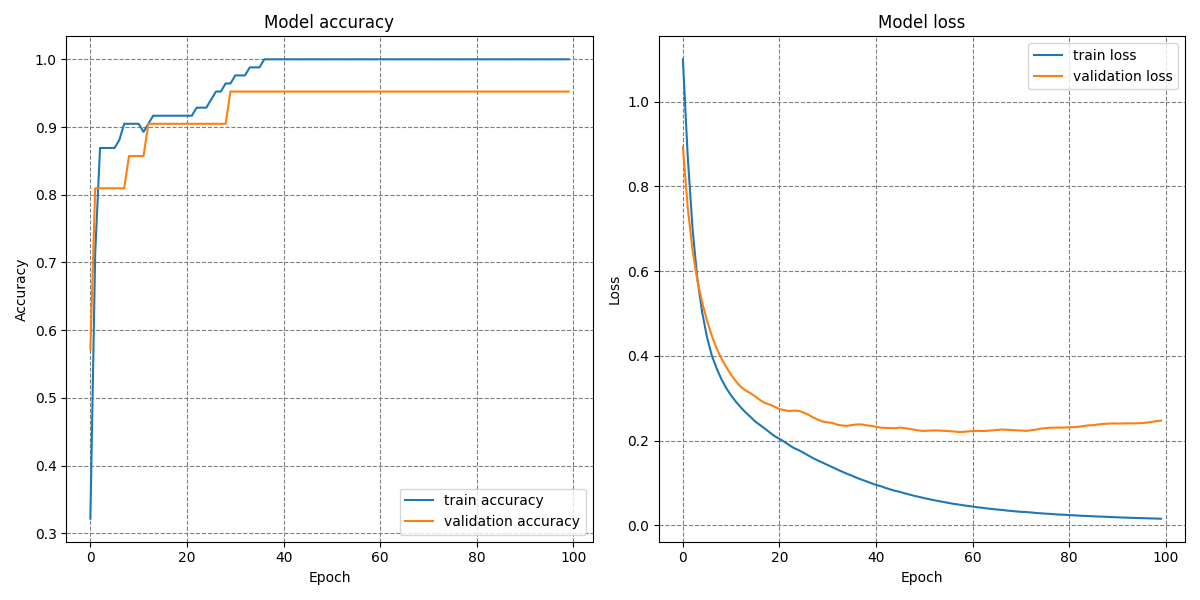 Model accuracy
Accuracy
1.0
0.9
0.8
0.7
0.6
0.5
0.4
0.3
0 20 40 60 80 100
Epoch
train accuracy
validation accuracy
Model loss
Loss
1.0
0.8
0.6
0.4
0.2
0.0
0 20 40 60 80 100
Epoch
train loss
validation loss